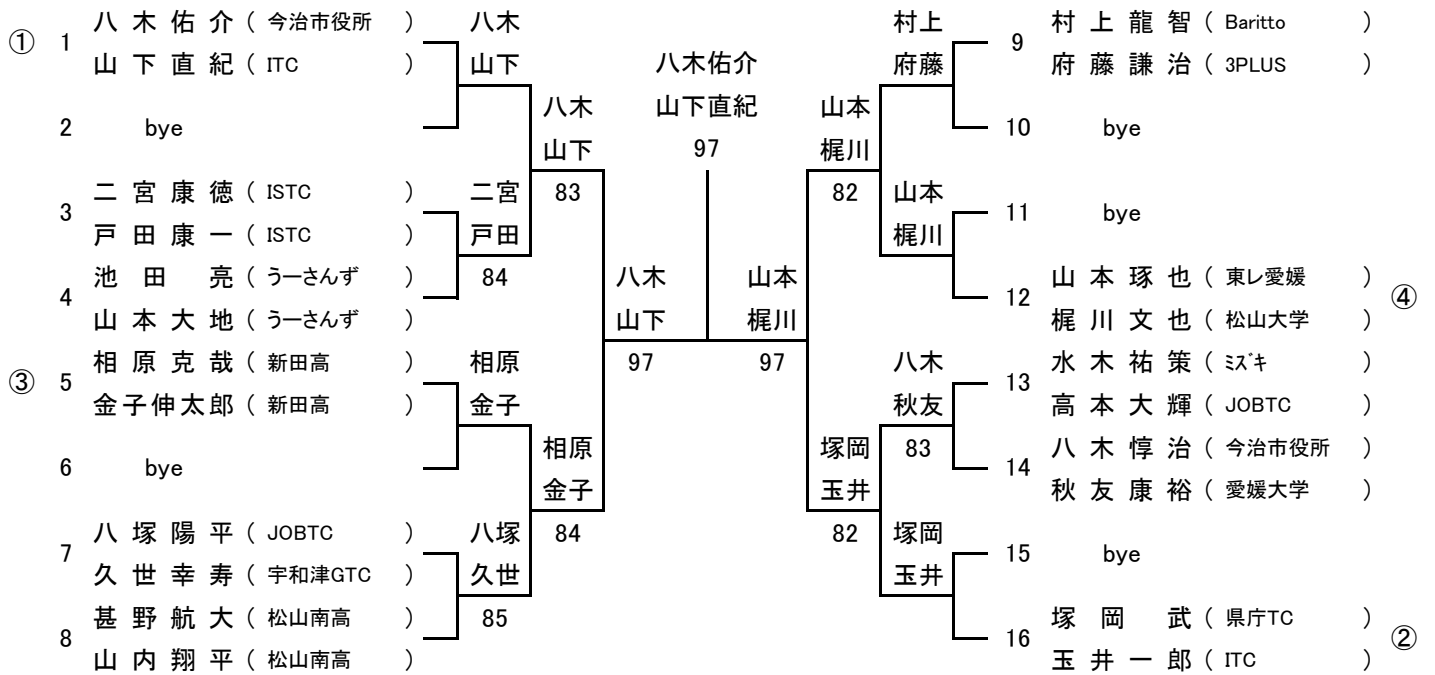 ① 1 八木佑介 ( 今治市役所 ) 八木 村上 9 村上龍智 ( Baritto )
山下直紀 ( ITC ) 山下 八木佑介 府藤 府藤謙治 ( 3PLUS )
八木 山下直紀 山本
2 bye 山下 97 梶川 10 bye
3 二宮康徳 ( ISTC ) 二宮 83 82 山本 11 bye
戸田康一 ( ISTC ) 戸田 梶川
4 池田亮 ( うーさんず ) 84 八木 山本 12 山本琢也 ( 東レ愛媛 ) ④
山本大地 ( うーさんず ) 山下 梶川 梶川文也 ( 松山大学 )
③ 5 相原克哉 ( 新田高 ) 相原 97 97 八木 13 水木祐策 ( ミズキ )
金子伸太郎 ( 新田高 ) 金子 秋友 高本大輝 ( JOBTC )
6 bye 相原 塚岡 83 14 八木惇治 ( 今治市役所 )
金子 玉井 秋友康裕 ( 愛媛大学 )
7 八塚陽平 ( JOBTC ) 八塚 84 82 塚岡 15 bye
久世幸寿 ( 宇和津GTC ) 久世 玉井
8 甚野航大 ( 松山南高 ) 85 16 塚岡武 ( 県庁TC ) ②
山内翔平 ( 松山南高 ) 玉井一郎 ( ITC )